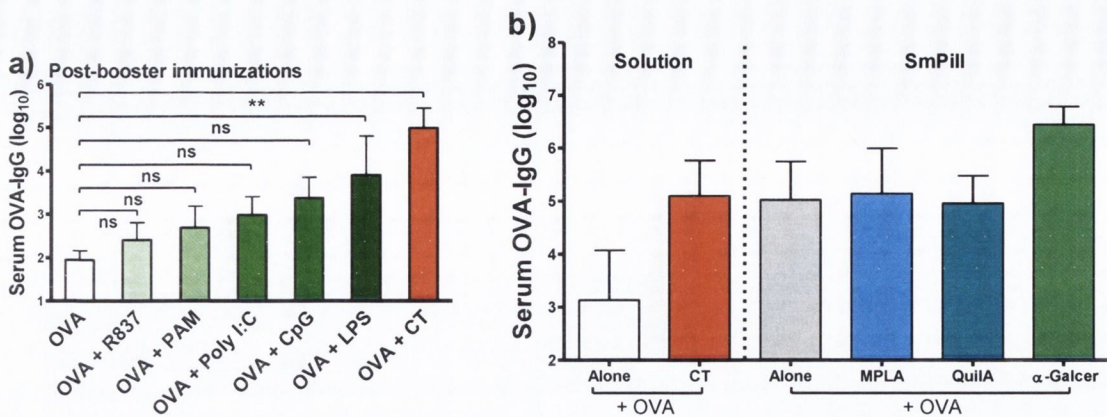 a)
Post-booster immunizations
Serum OVA-IgG (log10)
6
5
4
3
2
1
**
ns
ns
ns
ns
ns
OVA
OVA + R837
OVA + PAM
OVA + Poly I:C
OVA + CpG
OVA + LPS
OVA + CT
b)
Serum OVA-IgG (log10)
8
7
6
5
4
3
2
Solution
SmPill
Alone
CT
Alone
MPLA
QuilA
α-Galcer
+ OVA
+ OVA